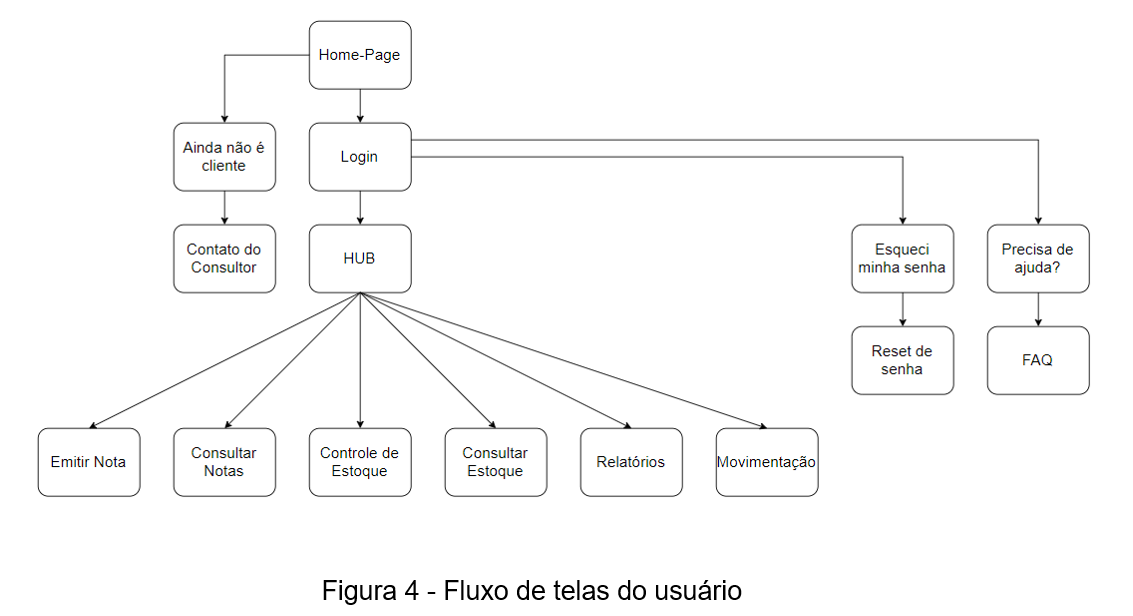 Home-Page
Ainda não é
cliente
Login
Contato do
Consultor
HUB
Esqueci
minha senha
Precisa de
ajuda?
Reset de
senha
FAQ
Emitir Nota
Consultar
Notas
Controle de
Estoque
Consultar
Estoque
Relatórios
Movimentação
Figura 4 - Fluxo de telas do usuário